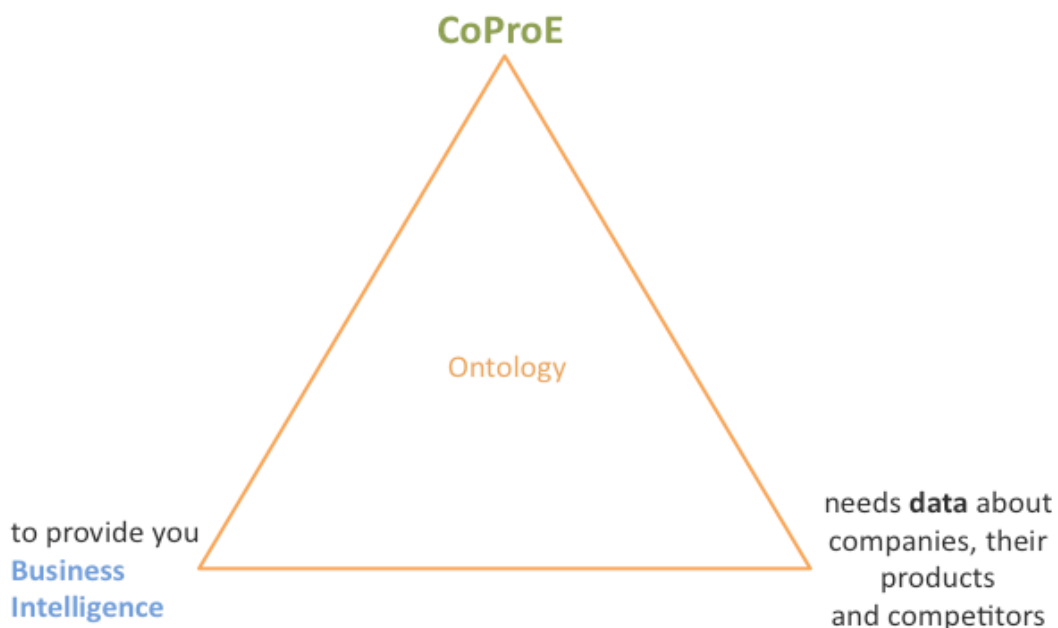 CoProE
Ontology
to provide you
Business
Intelligence
needs data about
companies, their
products
and competitors